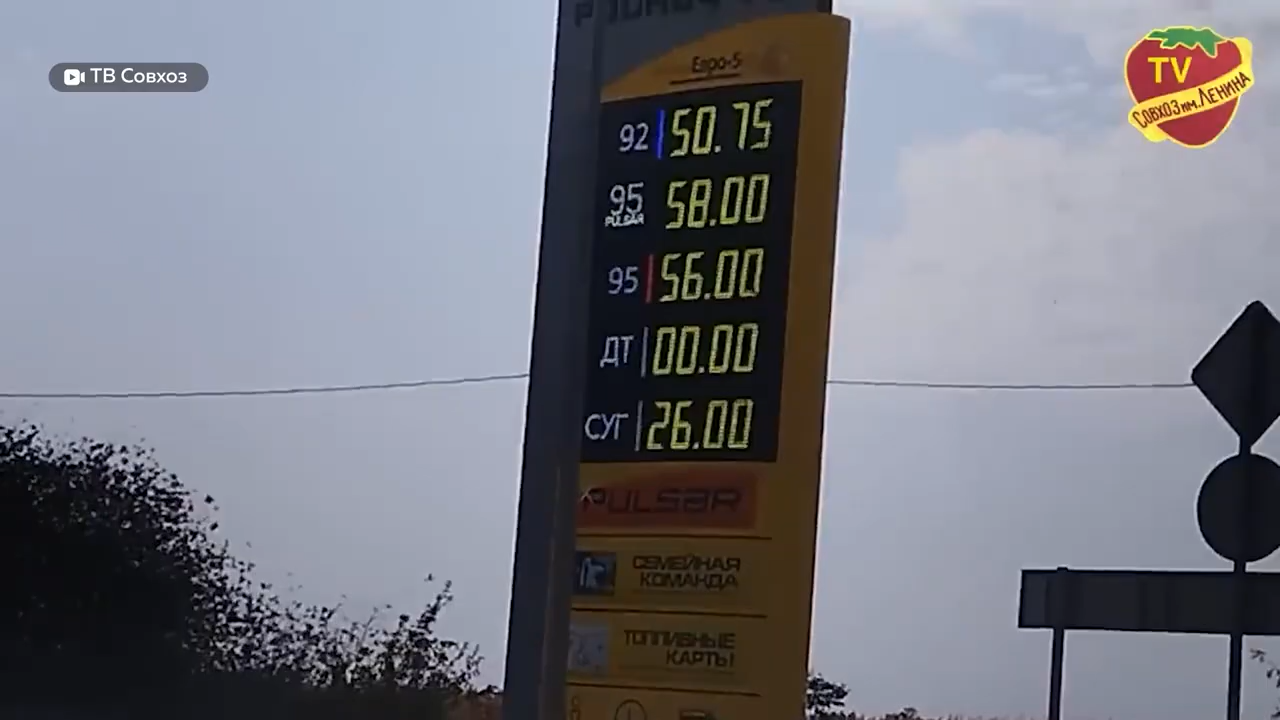 ТВ Совхоз
TV
СОВХОЗ им. ЛЕНИНА
Евро-5
92 50.75
95 PULSAR 58.00
95 56.00
ДТ 00.00
СУГ 26.00
PULSAR
СЕМЕЙНАЯ
КОМАНДА
ТОПЛИВНЫЕ
КАРТЫ